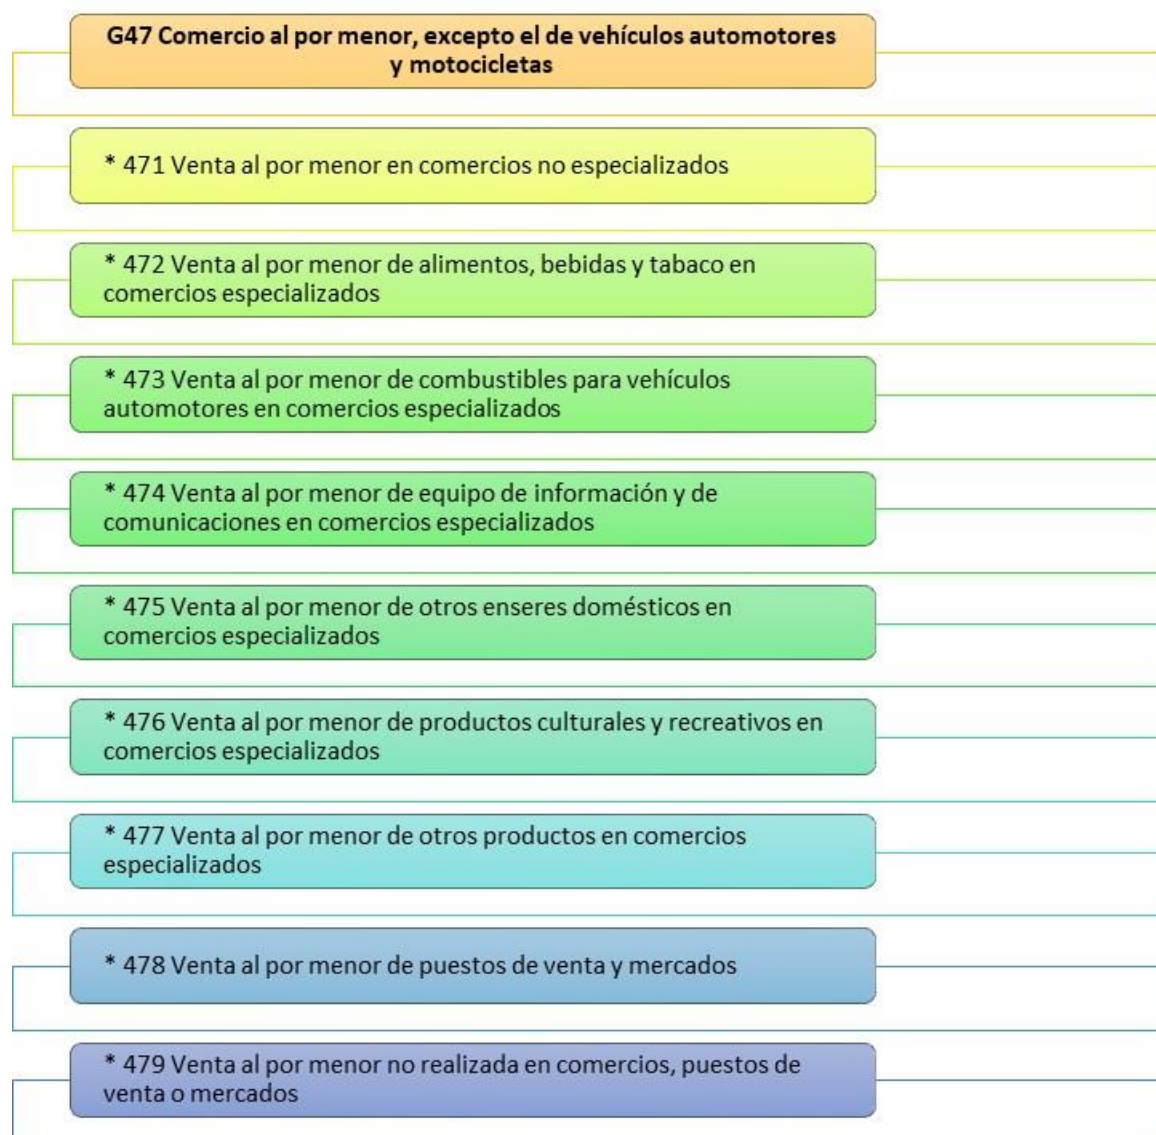 G47 Comercio al por menor, excepto el de vehículos automotores
y motocicletas
* 471 Venta al por menor en comercios no especializados
* 472 Venta al por menor de alimentos, bebidas y tabaco en
comercios especializados
* 473 Venta al por menor de combustibles para vehículos
automotores en comercios especializados
* 474 Venta al por menor de equipo de información y de
comunicaciones en comercios especializados
* 475 Venta al por menor de otros enseres domésticos en
comercios especializados
* 476 Venta al por menor de productos culturales y recreativos en
comercios especializados
* 477 Venta al por menor de otros productos en comercios
especializados
* 478 Venta al por menor de puestos de venta y mercados
* 479 Venta al por menor no realizada en comercios, puestos de
venta o mercados